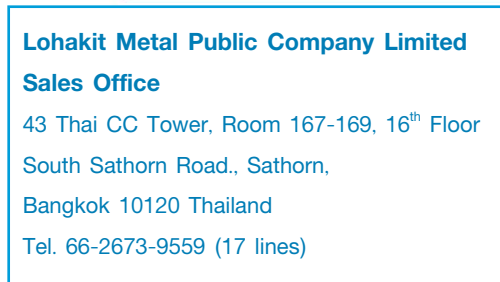 Lohakit Metal Public Company Limited
Sales Office
43 Thai CC Tower, Room 167-169, 16th Floor
South Sathorn Road., Sathorn,
Bangkok 10120 Thailand
Tel. 66-2673-9559 (17 lines)